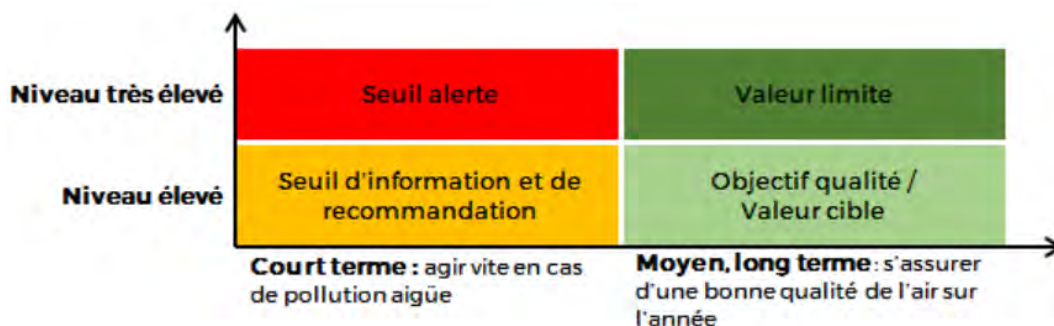 Niveau très élevé
Seuil alerte
Valeur limite
Niveau élevé
Seuil d'information et de
recommandation
Objectif qualité /
Valeur cible
Court terme : agir vite en cas
de pollution aigüe
Moyen, long terme : s'assurer
d'une bonne qualité de l'air sur
l'année